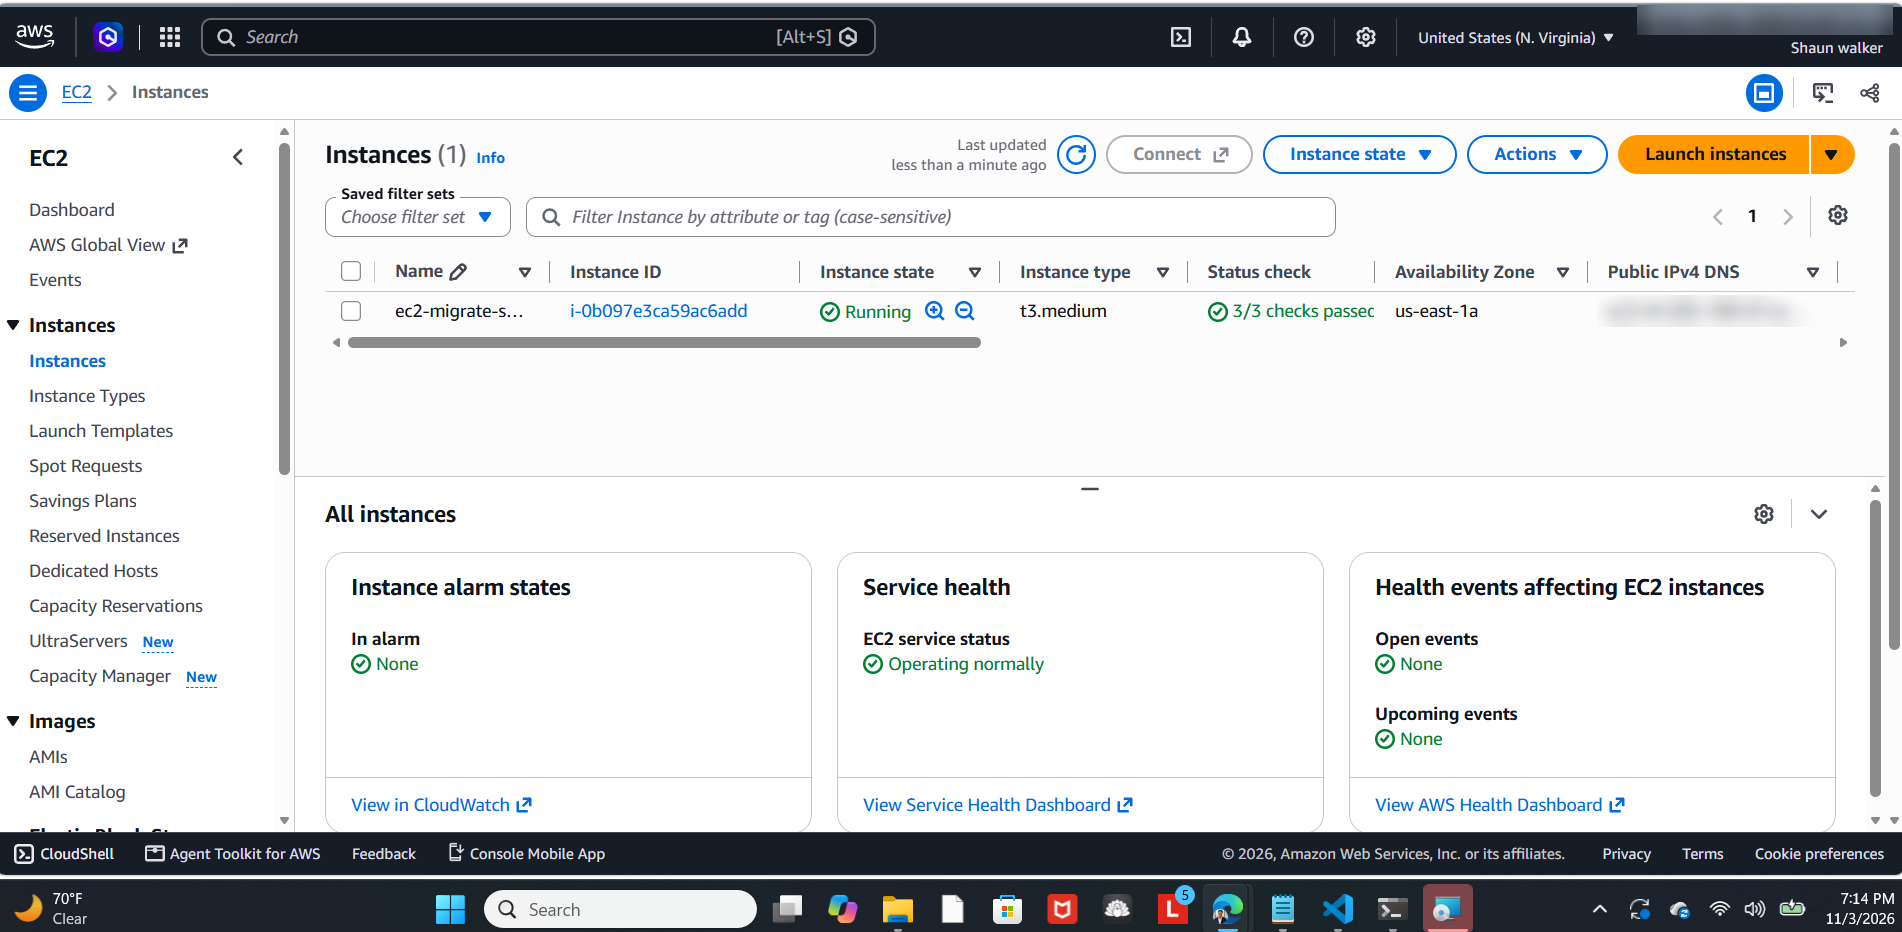 aws
Search [Alt+S]
United States (N. Virginia)
Shaun walker
EC2 Instances
EC2
Dashboard
AWS Global View
Events
Instances
Instances
Instance Types
Launch Templates
Spot Requests
Savings Plans
Reserved Instances
Dedicated Hosts
Capacity Reservations
UltraServers New
Capacity Manager New
Images
AMIs
AMI Catalog
Instances (1) Info
Last updated
less than a minute ago
Connect
Instance state
Actions
Launch instances
Saved filter sets
Choose filter set
Filter Instance by attribute or tag (case-sensitive)
1
Name Instance ID Instance state Instance type Status check Availability Zone Public IPv4 DNS
ec2-migrate-s... i-0b097e3ca59ac6add Running t3.medium 3/3 checks passec us-east-1a
All instances
Instance alarm states
In alarm
None
View in CloudWatch
Service health
EC2 service status
Operating normally
View Service Health Dashboard
Health events affecting EC2 instances
Open events
None
Upcoming events
None
View AWS Health Dashboard
CloudShell Agent Toolkit for AWS Feedback Console Mobile App © 2026, Amazon Web Services, Inc. or its affiliates. Privacy Terms Cookie preferences
70°F
Clear
Search
L 5
7:14 PM
11/3/2026